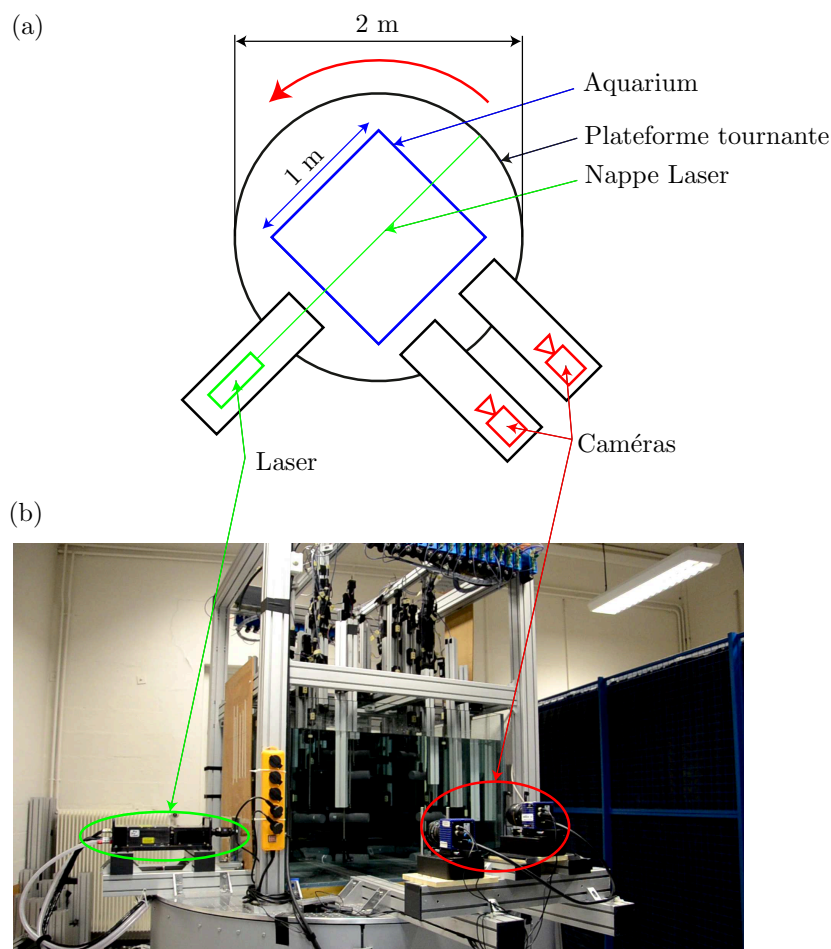 (a)
2 m
Aquarium
Plateforme tournante
1 m
Nappe Laser
Caméras
Laser
(b)